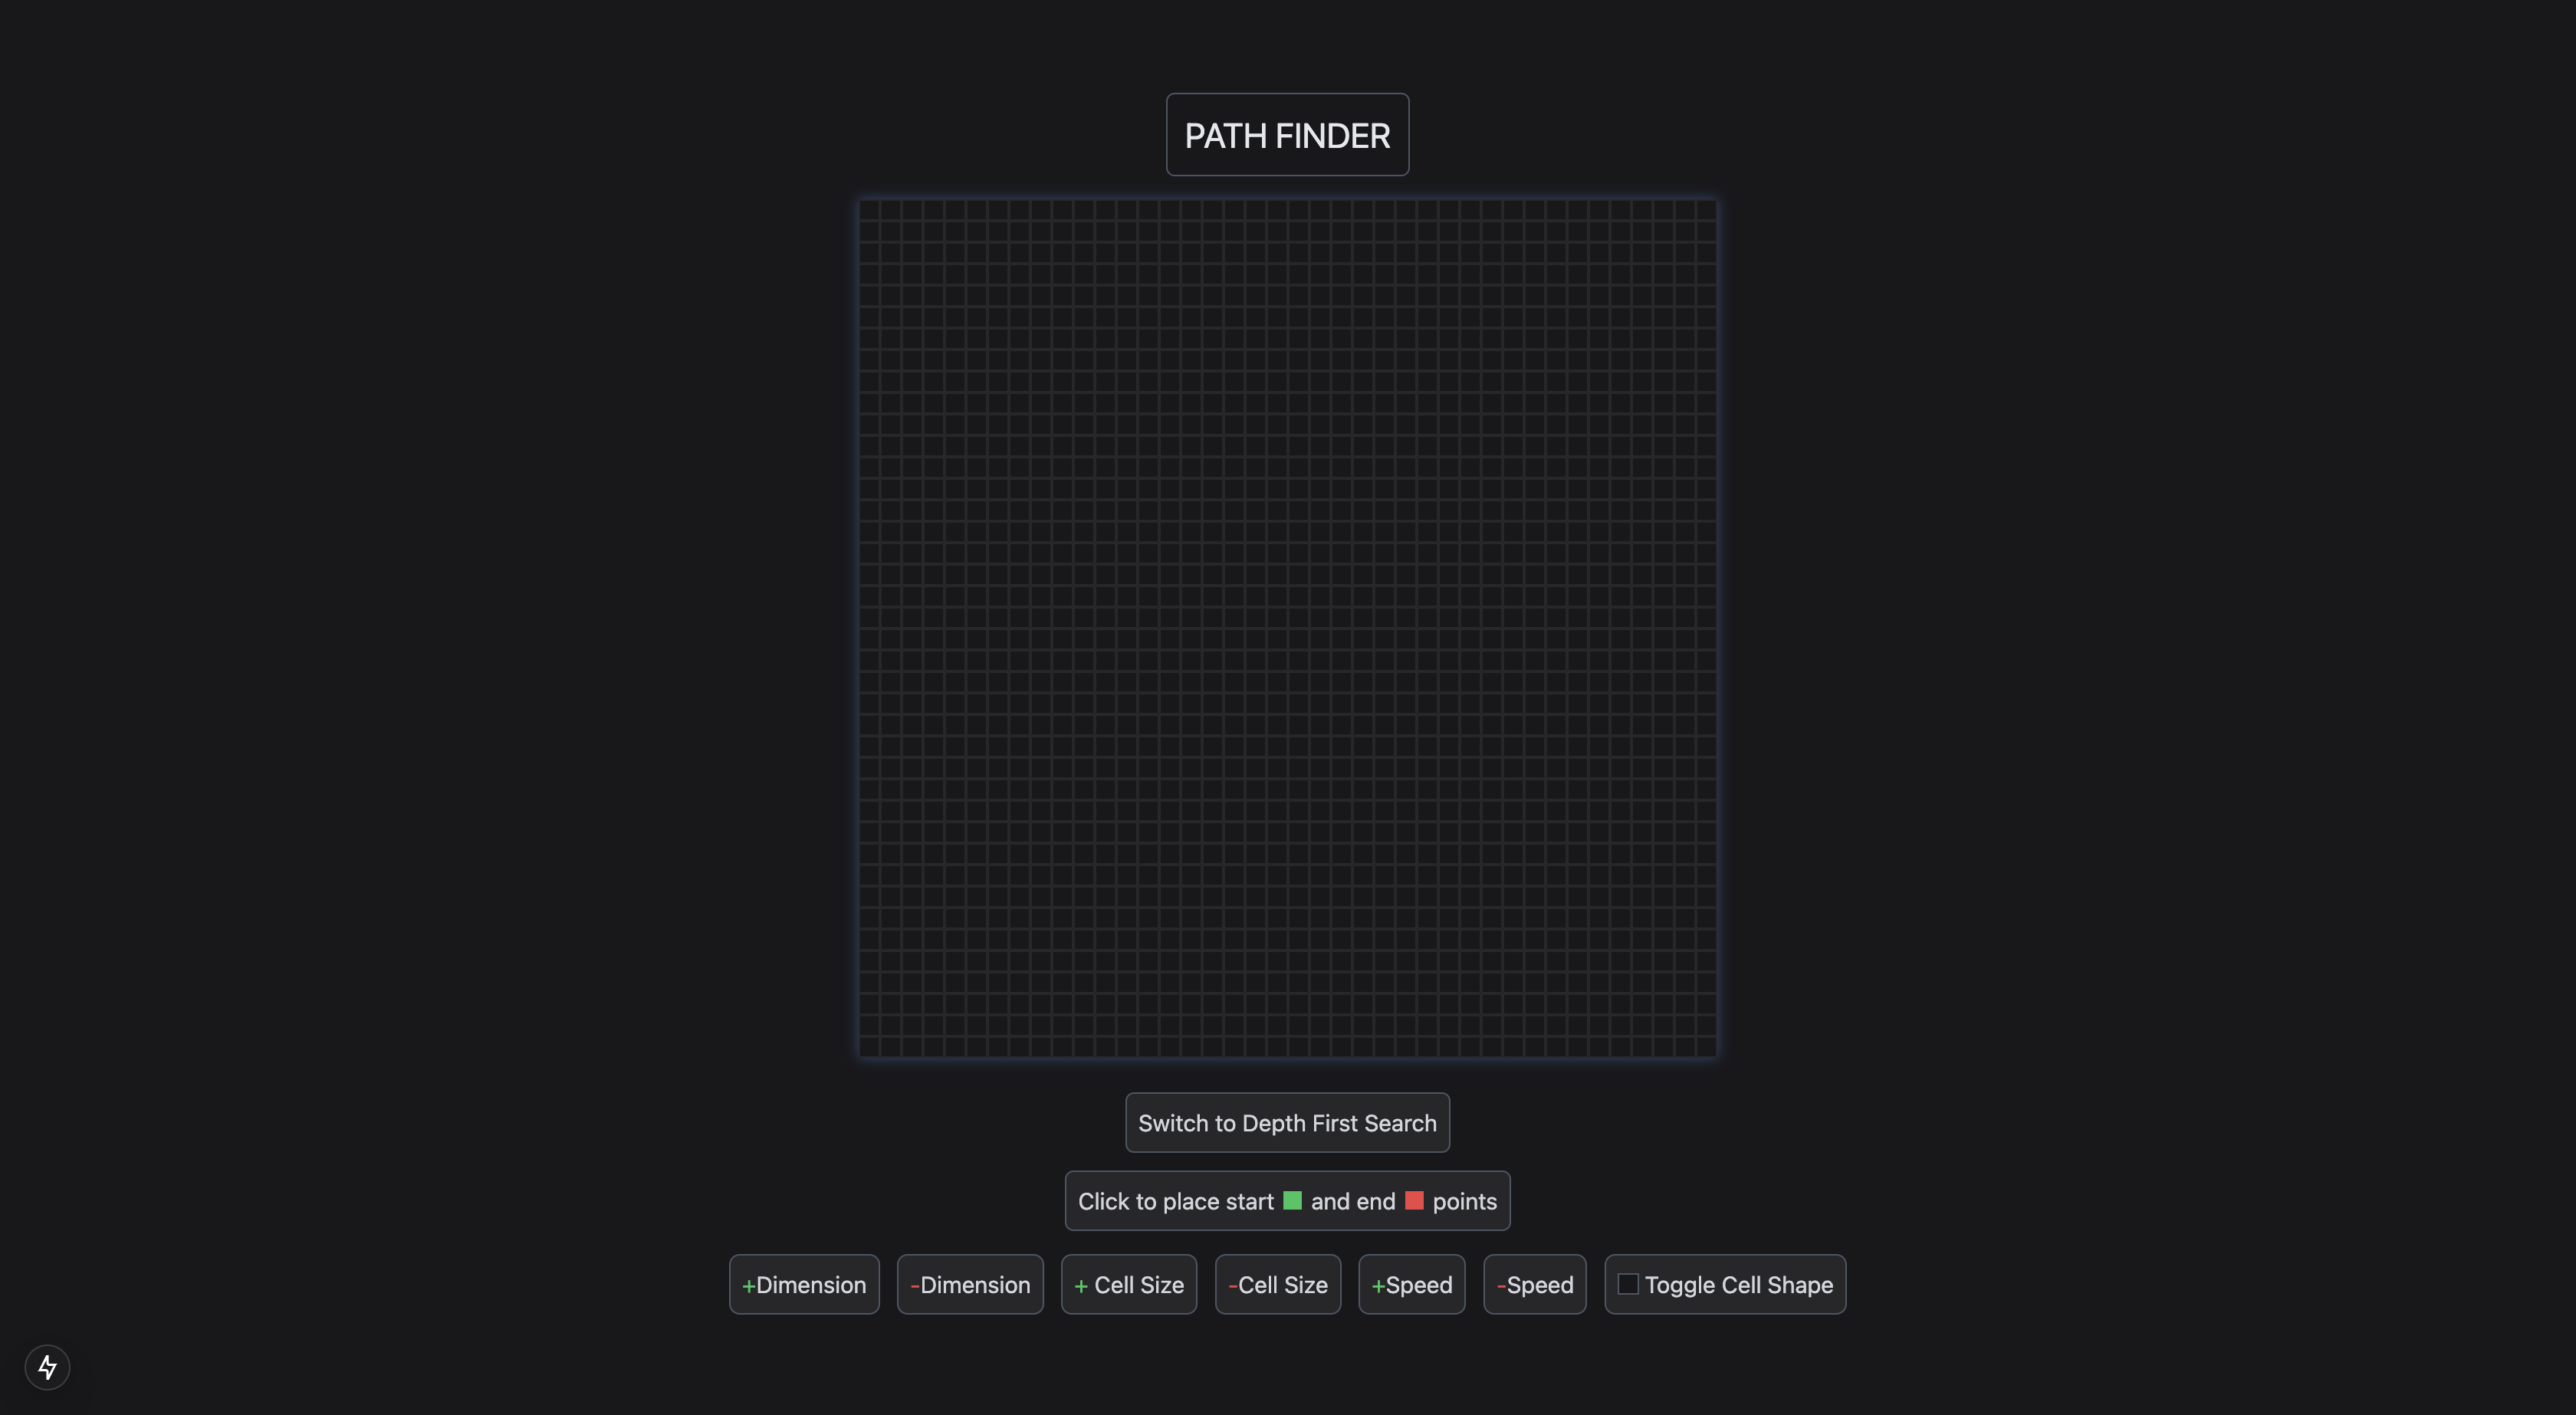 PATH FINDER
Switch to Depth First Search
Click to place start and end points
+Dimension -Dimension + Cell Size -Cell Size +Speed -Speed Toggle Cell Shape